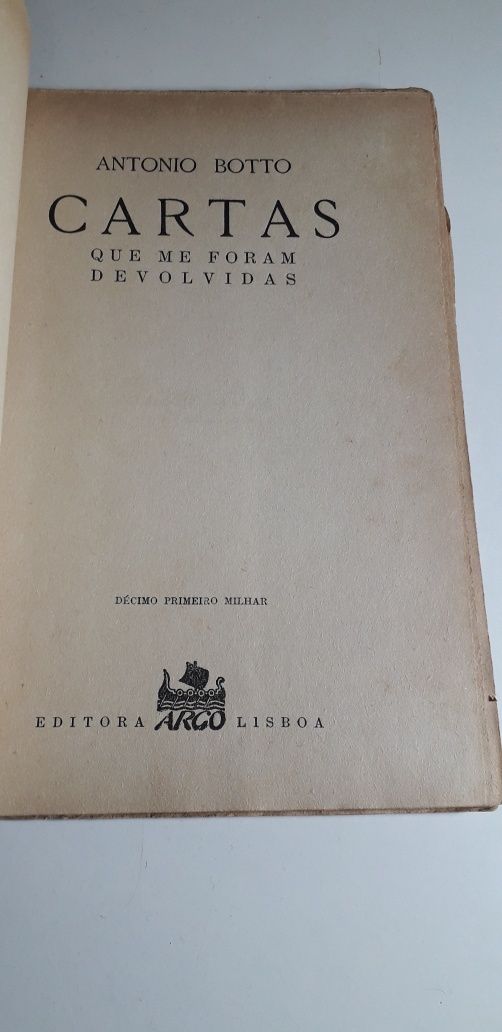 ANTONIO BOTTO
CARTAS
QUE ME FORAM
DEVOLVIDAS
DÉCIMO PRIMEIRO MILHAR
EDITORA ARGO LISBOA